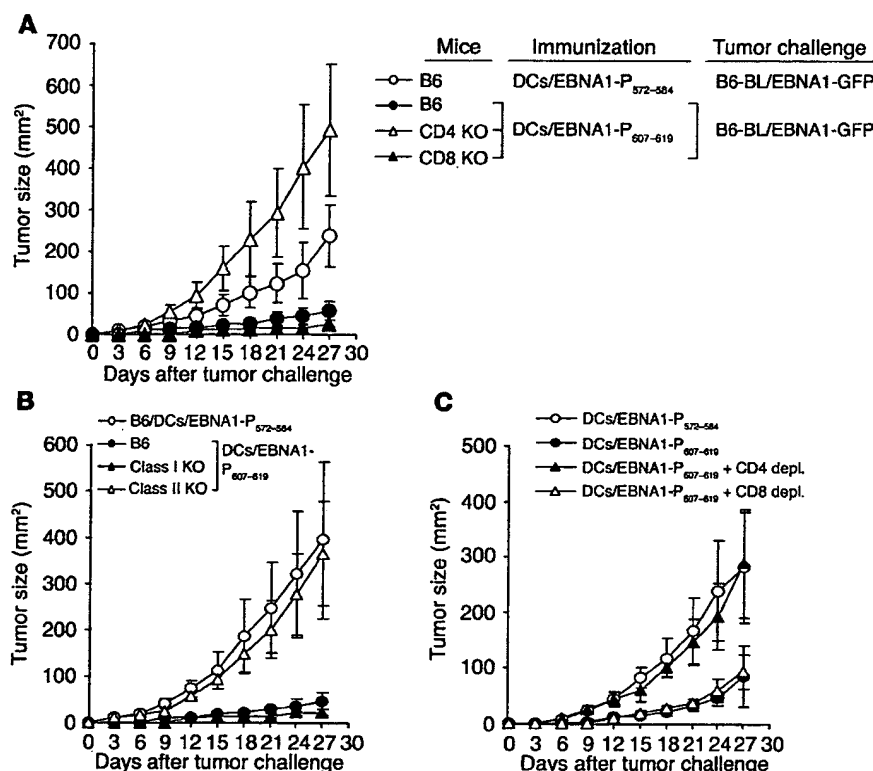 A
Tumor size (mm²)
700
600
500
400
300
200
100
0
0 3 6 9 12 15 18 21 24 27 30
Days after tumor challenge
Mice Immunization Tumor challenge
B6 DCs/EBNA1-P572–584 B6-BL/EBNA1-GFP
B6
CD4 KO DCs/EBNA1-P607–619 B6-BL/EBNA1-GFP
CD8 KO
B
B6/DCs/EBNA1-P572–584
B6 DCs/EBNA1-
Class I KO P607–619
Class II KO
Tumor size (mm²)
600
500
400
300
200
100
0
0 3 6 9 12 15 18 21 24 27 30
Days after tumor challenge
C
DCs/EBNA1-P572–584
DCs/EBNA1-P607–619
DCs/EBNA1-P607–619 + CD4 depl.
DCs/EBNA1-P607–619 + CD8 depl.
Tumor size (mm²)
500
400
300
200
100
0
0 3 6 9 12 15 18 21 24 27 30
Days after tumor challenge